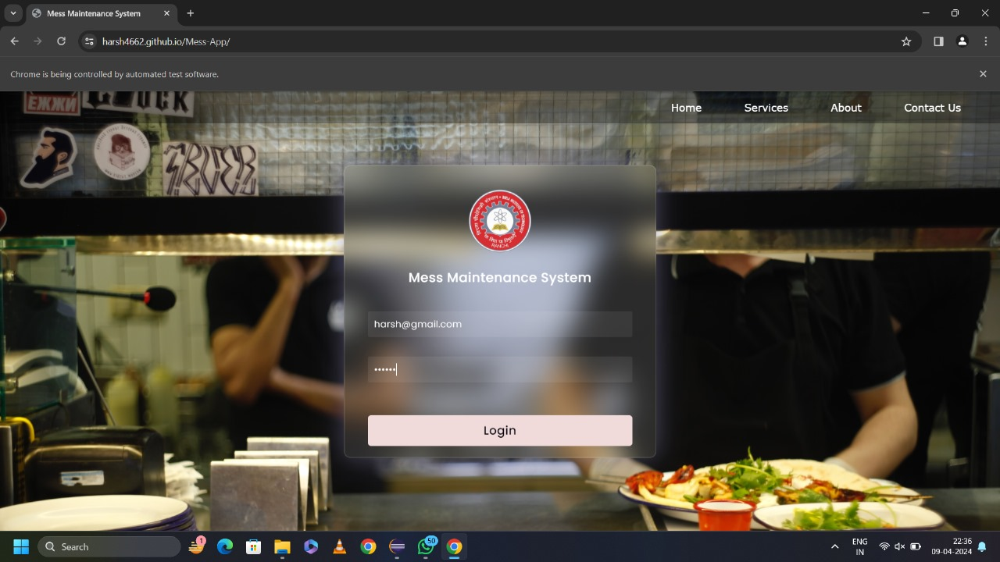 Mess Maintenance System
harsh4662.github.io/Mess-App/
Chrome is being controlled by automated test software.
Home
Services
About
Contact Us
ЕЖЖИ
RANCHI
Mess Maintenance System
harsh@gmail.com
••••••
Login
Search
1
50
ENG
IN
22:36
09-04-2024